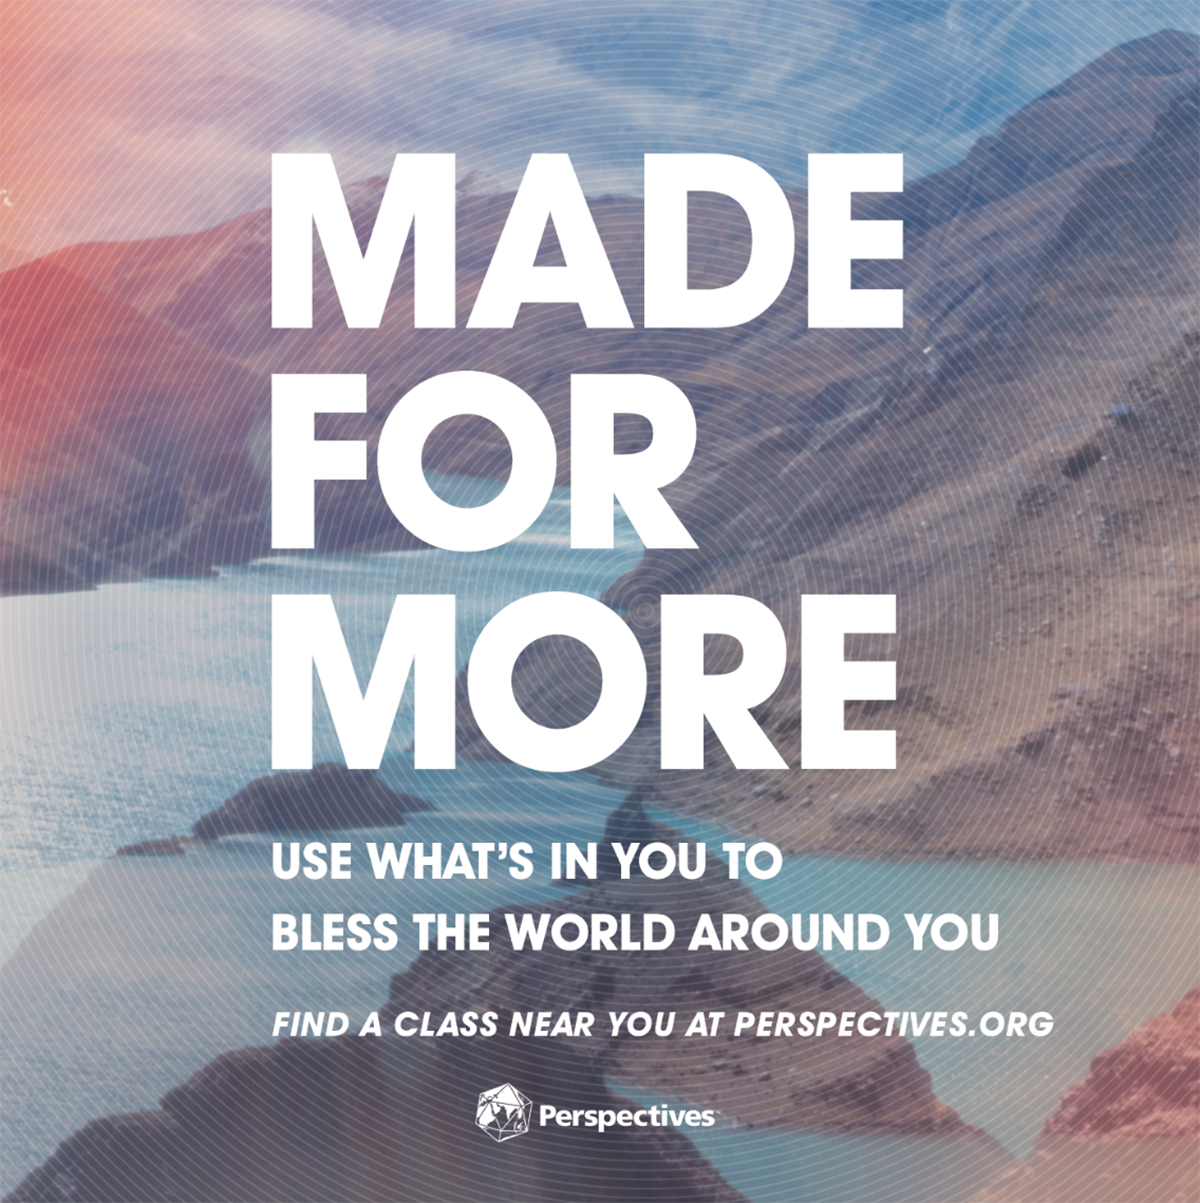 MADE
FOR
MORE
USE WHAT'S IN YOU TO
BLESS THE WORLD AROUND YOU
FIND A CLASS NEAR YOU AT PERSPECTIVES.ORG
Perspectives